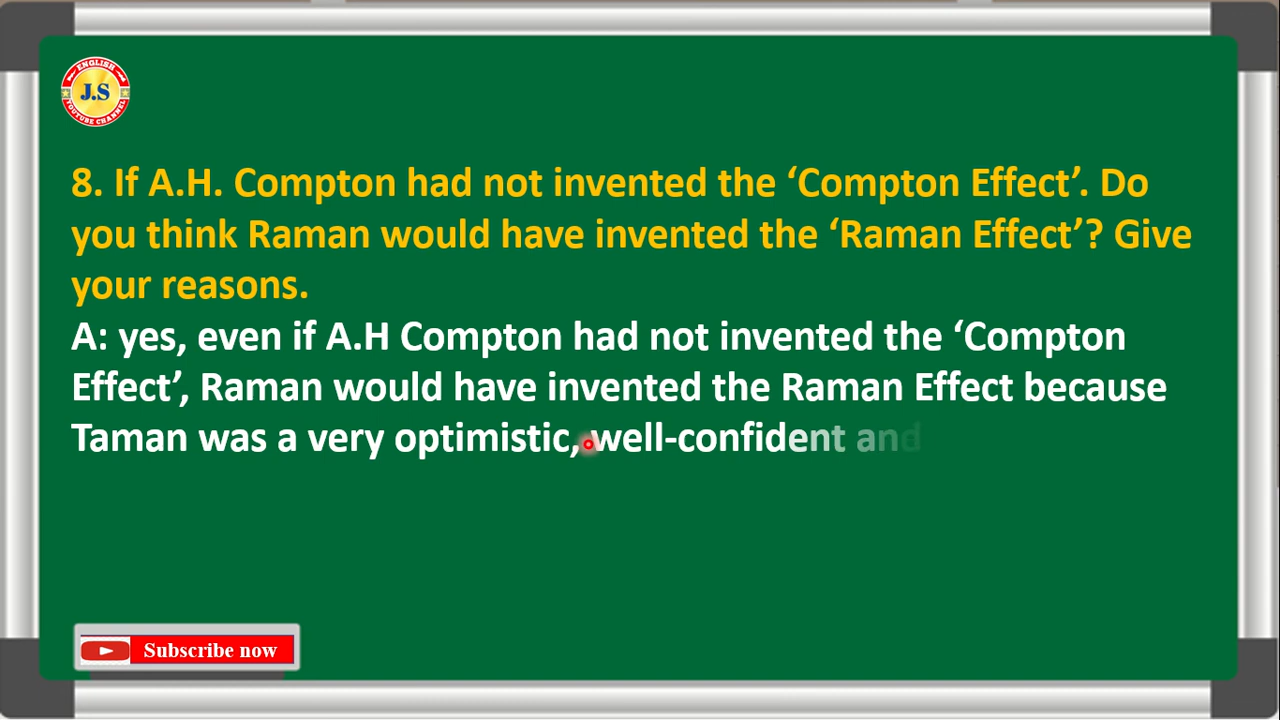 ENGLISH
J.S
YOUTUBE CHANNEL
8. If A.H. Compton had not invented the ‘Compton Effect’. Do
you think Raman would have invented the ‘Raman Effect’? Give
your reasons.
A: yes, even if A.H Compton had not invented the ‘Compton
Effect’, Raman would have invented the Raman Effect because
Taman was a very optimistic, well-confident and
Subscribe now